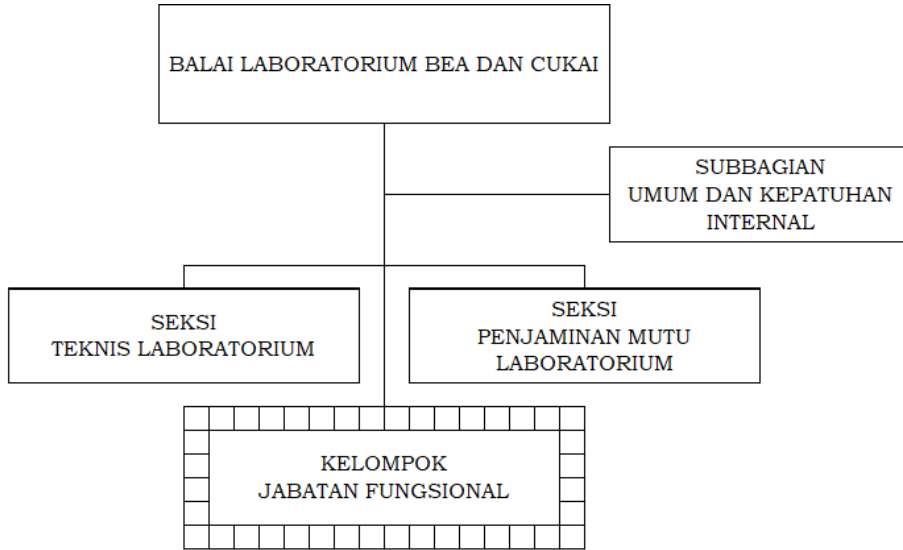 BALAI LABORATORIUM BEA DAN CUKAI
SUBBAGIAN
UMUM DAN KEPATUHAN
INTERNAL
SEKSI
TEKNIS LABORATORIUM
SEKSI
PENJAMINAN MUTU
LABORATORIUM
KELOMPOK
JABATAN FUNGSIONAL